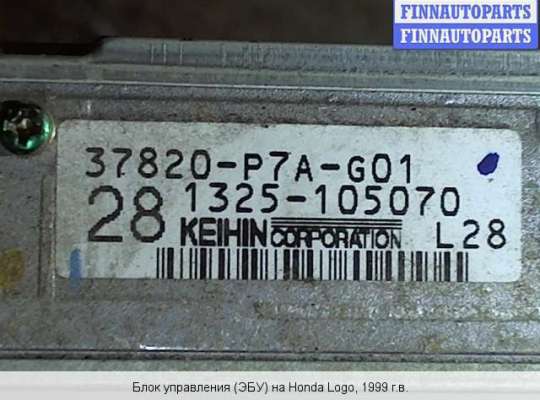 FINNAUTOPARTS
FINNAUTOPARTS
37820-P7A-G01
28 1325-105070
KEIHIN CORPORATION L28
Блок управления (ЭБУ) на Honda Logo, 1999 г.в.